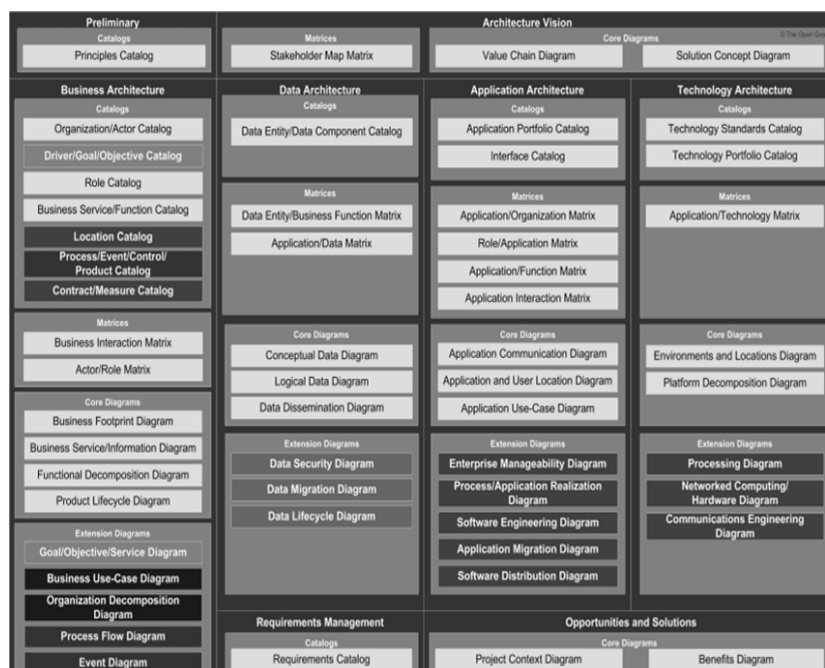 Preliminary
Catalogs
Principles Catalog
Architecture Vision
© The Open
Matrices
Stakeholder Map Matrix
Core Diagrams
Value Chain Diagram
Solution Concept Diagram
Business Architecture
Catalogs
Organization/Actor Catalog
Driver/Goal/Objective Catalog
Role Catalog
Business Service/Function Catalog
Location Catalog
Process/Event/Control/
Product Catalog
Contract/Measure Catalog
Matrices
Business Interaction Matrix
Actor/Role Matrix
Core Diagrams
Business Footprint Diagram
Business Service/Information Diagram
Functional Decomposition Diagram
Product Lifecycle Diagram
Extension Diagrams
Goal/Objective/Service Diagram
Business Use-Case Diagram
Organization Decomposition
Diagram
Process Flow Diagram
Event Diagram
Data Architecture
Catalogs
Data Entity/Data Component Catalog
Matrices
Data Entity/Business Function Matrix
Application/Data Matrix
Core Diagrams
Conceptual Data Diagram
Logical Data Diagram
Data Dissemination Diagram
Extension Diagrams
Data Security Diagram
Data Migration Diagram
Data Lifecycle Diagram
Application Architecture
Catalogs
Application Portfolio Catalog
Interface Catalog
Matrices
Application/Organization Matrix
Role/Application Matrix
Application/Function Matrix
Application Interaction Matrix
Core Diagrams
Application Communication Diagram
Application and User Location Diagram
Application Use-Case Diagram
Extension Diagrams
Enterprise Manageability Diagram
Process/Application Realization
Diagram
Software Engineering Diagram
Application Migration Diagram
Software Distribution Diagram
Technology Architecture
Catalogs
Technology Standards Catalog
Technology Portfolio Catalog
Matrices
Application/Technology Matrix
Core Diagrams
Environments and Locations Diagram
Platform Decomposition Diagram
Extension Diagrams
Processing Diagram
Networked Computing/
Hardware Diagram
Communications Engineering
Diagram
Requirements Management
Catalogs
Requirements Catalog
Opportunities and Solutions
Core Diagrams
Project Context Diagram
Benefits Diagram